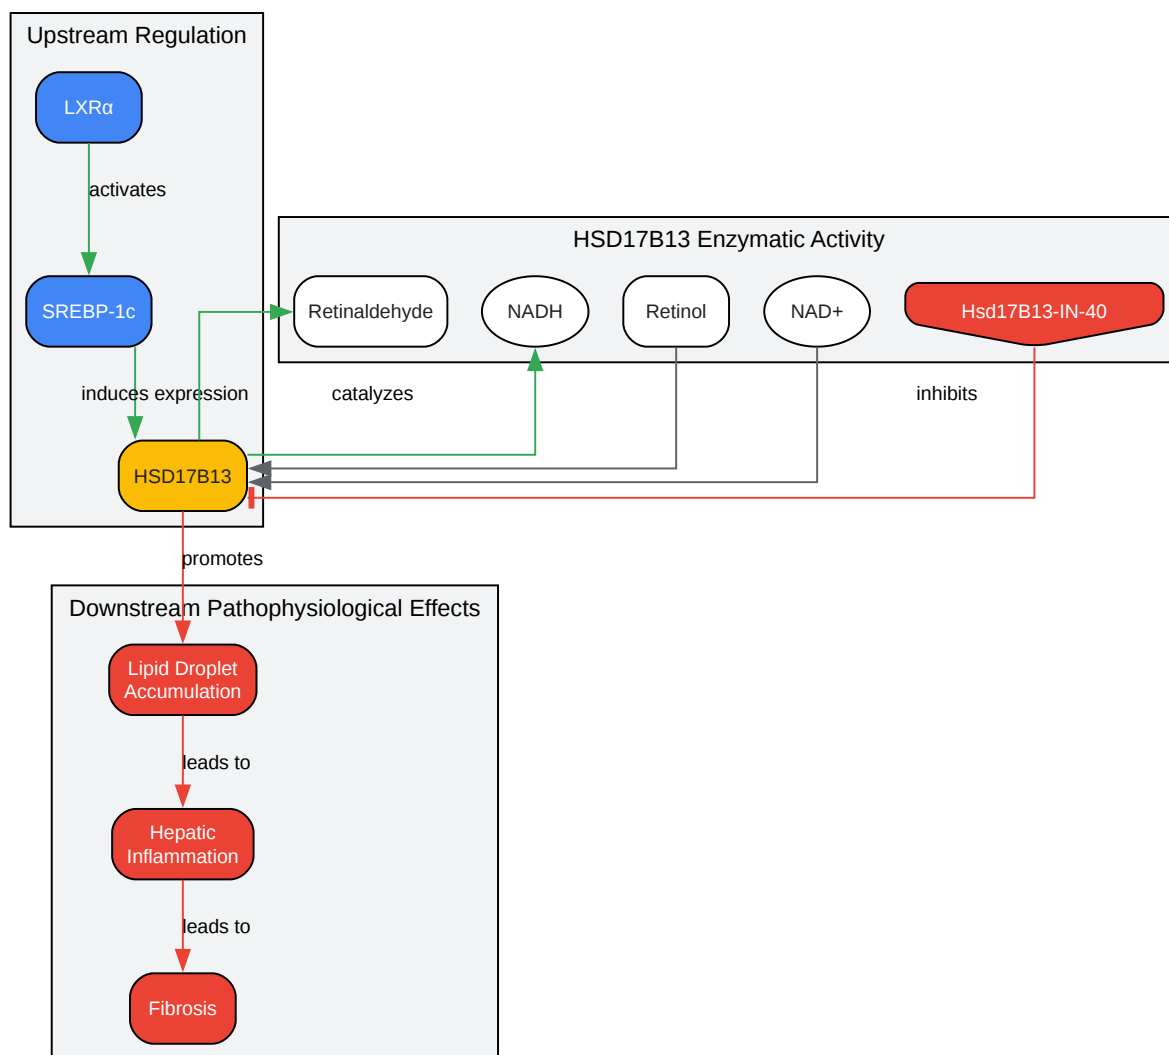 Upstream Regulation
LXRα
activates
HSD17B13 Enzymatic Activity
SREBP-1c
Retinaldehyde
NADH
Retinol
NAD+
Hsd17B13-IN-40
induces expression
catalyzes
inhibits
HSD17B13
promotes
Downstream Pathophysiological Effects
Lipid Droplet
Accumulation
leads to
Hepatic
Inflammation
leads to
Fibrosis